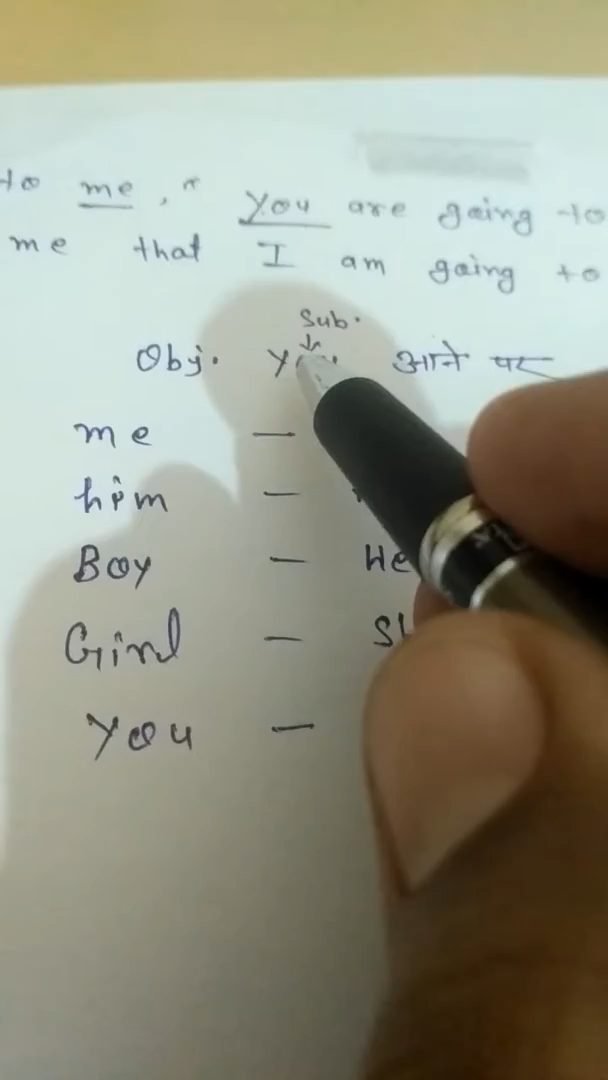 to me, " You are going to
me that I am going to
Sub.
Obj. You आने पर
me —
him —
Boy — He
Girl —
You —